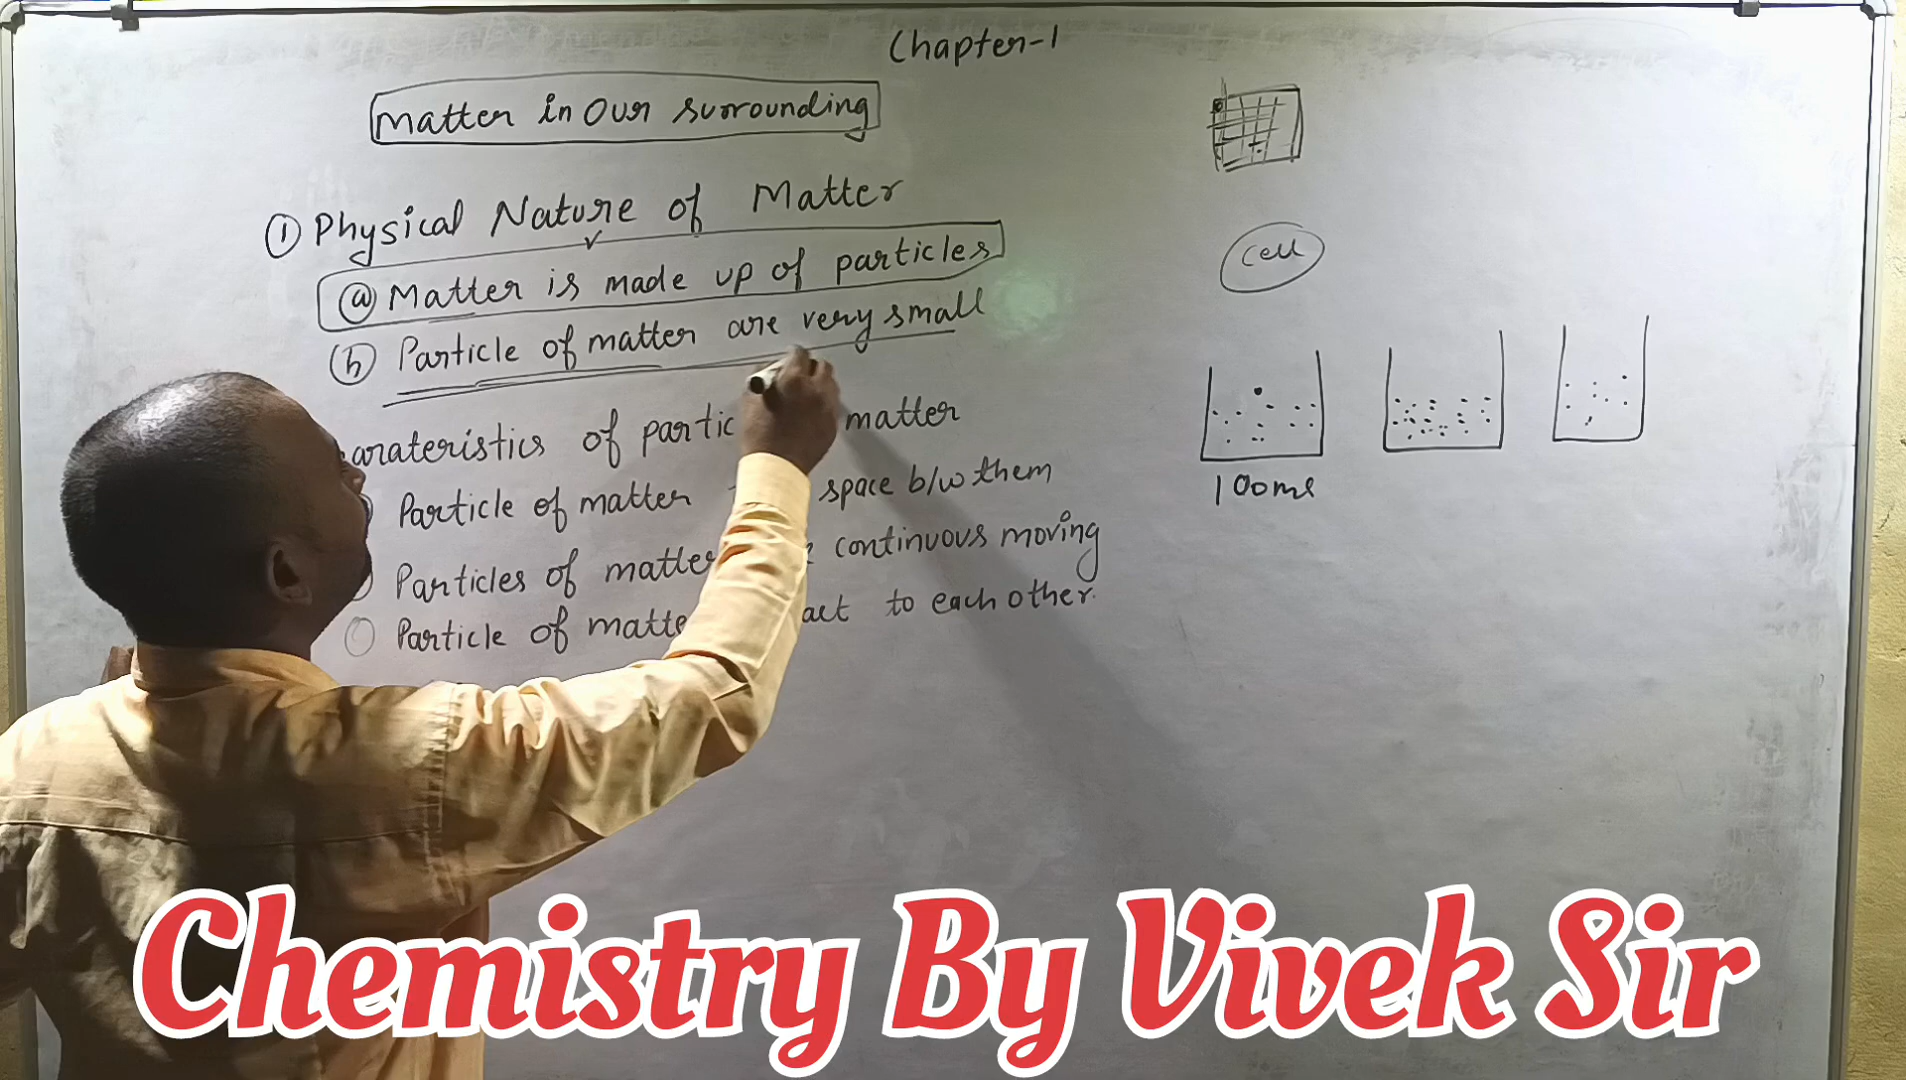 Chapter-1
Matter in Our surrounding
① Physical Nature of Matter
ⓐ Matter is made up of particles
ⓑ Particle of matter are very small
arateristics of partic matter
Particle of matter space b/w them
Particles of matter continuous moving
Particle of matte act to each other.
cell
100ml
Chemistry By Vivek Sir